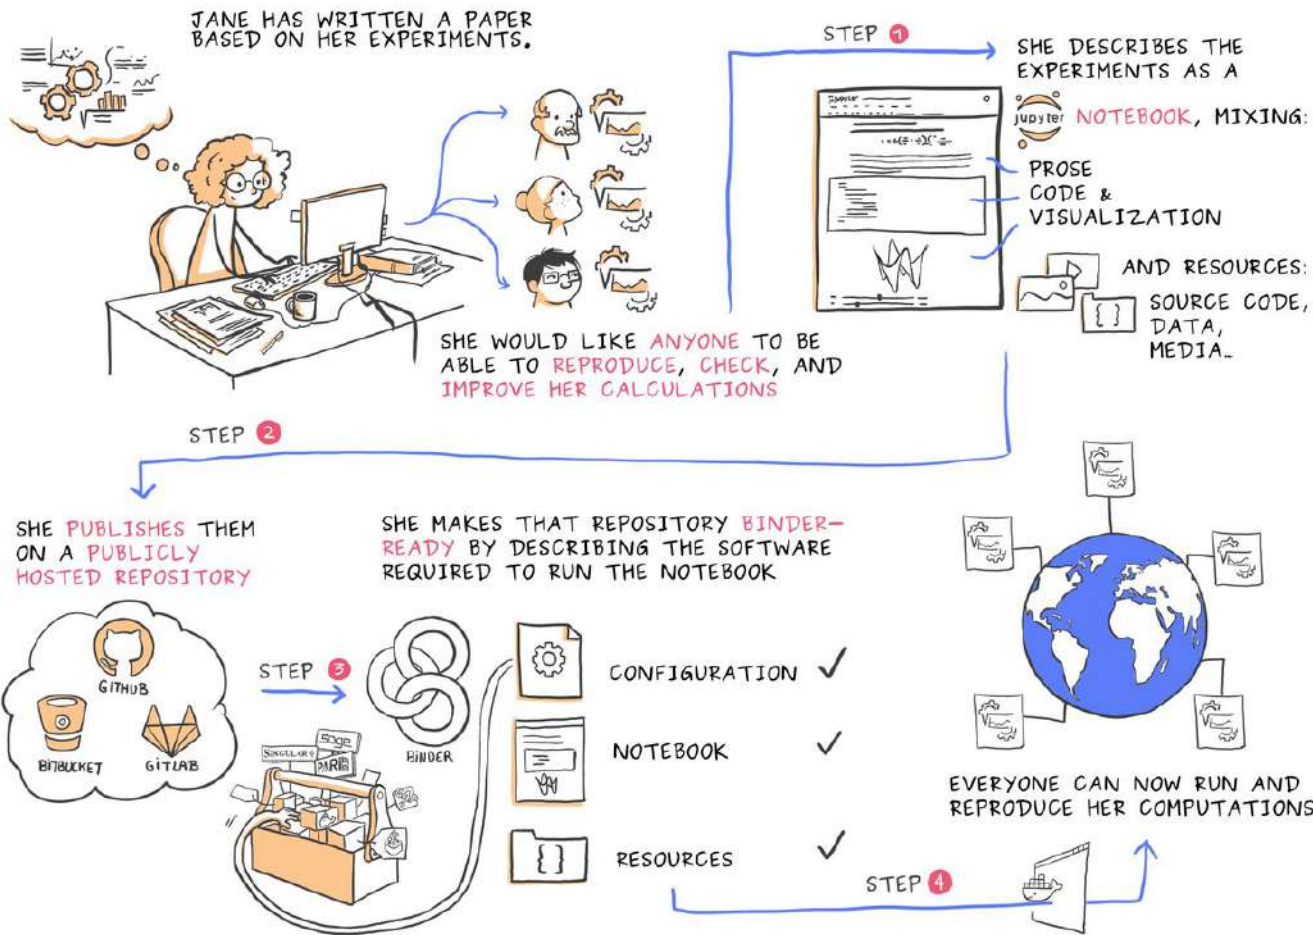 JANE HAS WRITTEN A PAPER
BASED ON HER EXPERIMENTS.
SHE WOULD LIKE ANYONE TO BE
ABLE TO REPRODUCE, CHECK, AND
IMPROVE HER CALCULATIONS
STEP 1
SHE DESCRIBES THE
EXPERIMENTS AS A
jupyter NOTEBOOK, MIXING:
PROSE
CODE &
VISUALIZATION
AND RESOURCES:
SOURCE CODE,
DATA,
MEDIA...
STEP 2
SHE PUBLISHES THEM
ON A PUBLICLY
HOSTED REPOSITORY
GITHUB
BITBUCKET
GITLAB
STEP 3
SHE MAKES THAT REPOSITORY BINDER-
READY BY DESCRIBING THE SOFTWARE
REQUIRED TO RUN THE NOTEBOOK
BINDER
sage
SINGULAR
PARI
CONFIGURATION ✓
NOTEBOOK ✓
RESOURCES ✓
STEP 4
EVERYONE CAN NOW RUN AND
REPRODUCE HER COMPUTATIONS